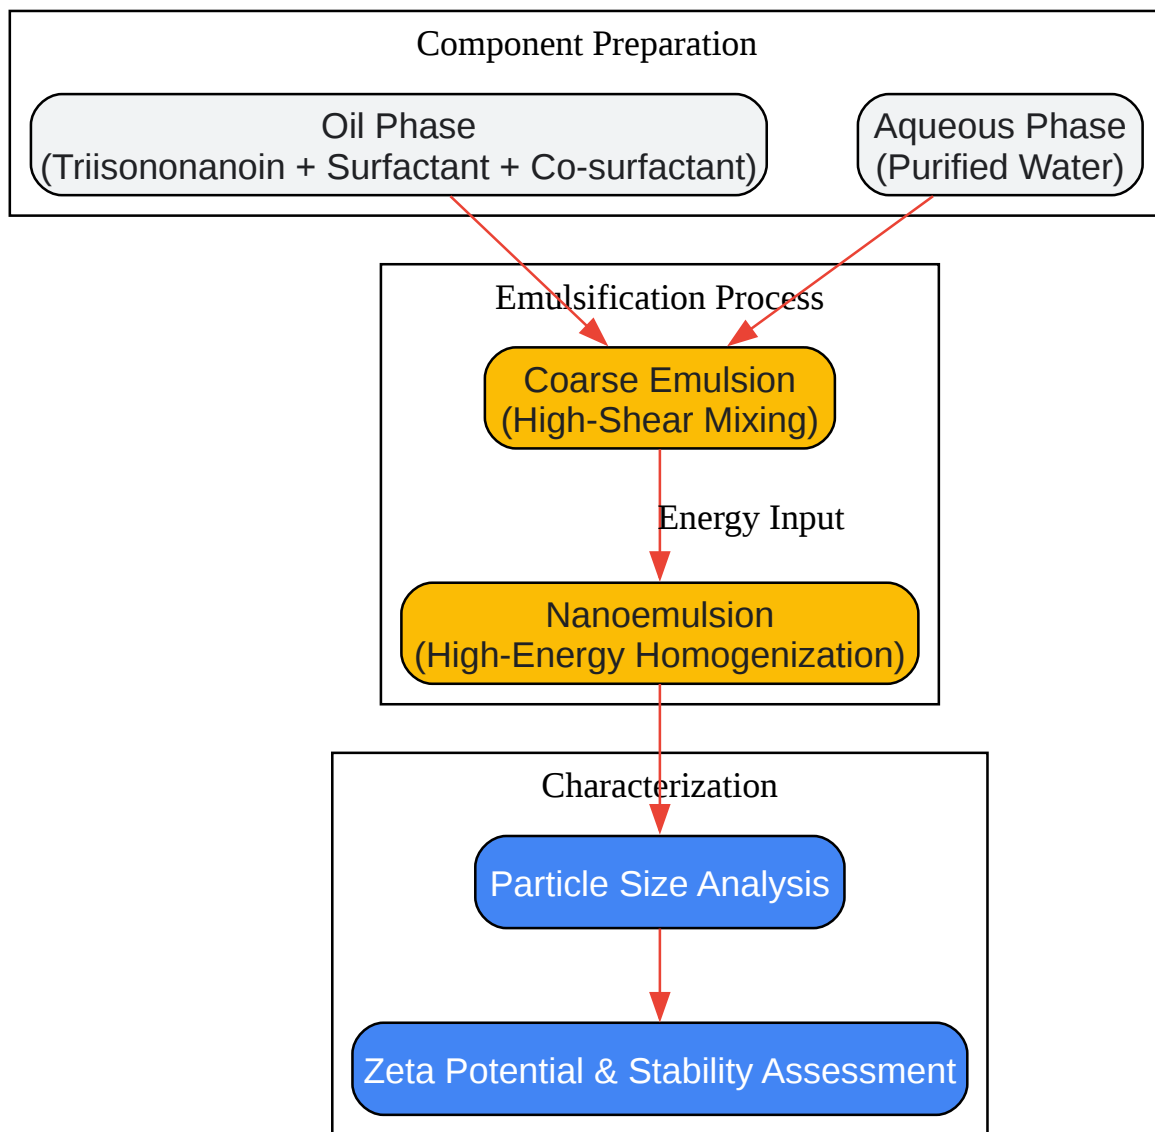 Component Preparation
Oil Phase
(Triisononanoin + Surfactant + Co-surfactant)
Aqueous Phase
(Purified Water)
Emulsification Process
Coarse Emulsion
(High-Shear Mixing)
Energy Input
Nanoemulsion
(High-Energy Homogenization)
Characterization
Particle Size Analysis
Zeta Potential & Stability Assessment